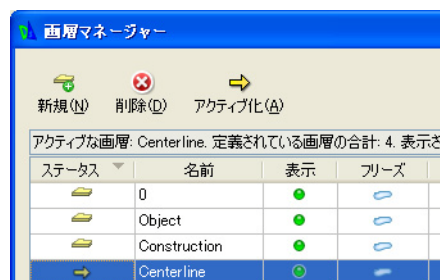 画層マネージャー
新規(N) 削除(D) アクティブ化(A)
アクティブな画層: Centerline. 定義されている画層の合計: 4. 表示さ
ステータス 名前 表示 フリーズ
0
Object
Construction
Centerline